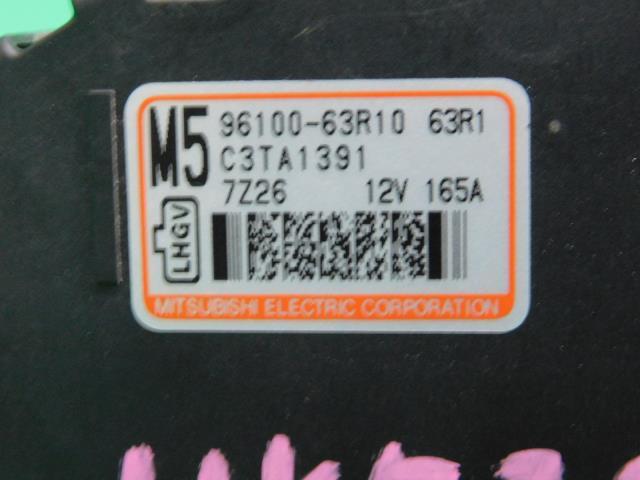 M5 96100-63R10 63R1
C3TA1391
7Z26 12V 165A
LHGV
MITSUBISHI ELECTRIC CORPORATION